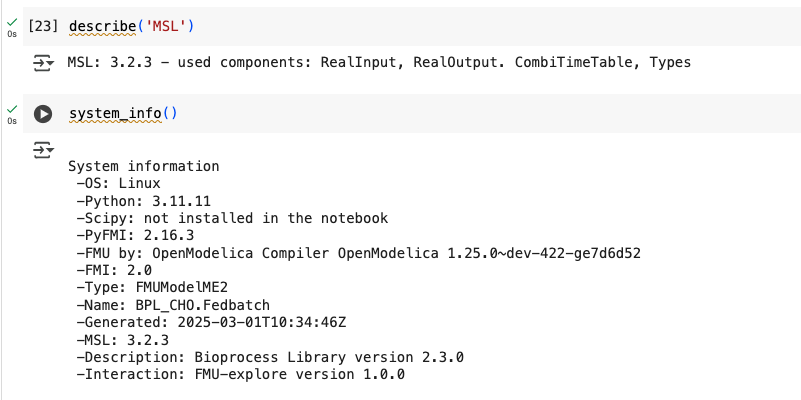 [23] describe('MSL')
0s
MSL: 3.2.3 - used components: RealInput, RealOutput. CombiTimeTable, Types
system_info()
0s
System information
-OS: Linux
-Python: 3.11.11
-Scipy: not installed in the notebook
-PyFMI: 2.16.3
-FMU by: OpenModelica Compiler OpenModelica 1.25.0~dev-422-ge7d6d52
-FMI: 2.0
-Type: FMUModelME2
-Name: BPL_CHO.Fedbatch
-Generated: 2025-03-01T10:34:46Z
-MSL: 3.2.3
-Description: Bioprocess Library version 2.3.0
-Interaction: FMU-explore version 1.0.0